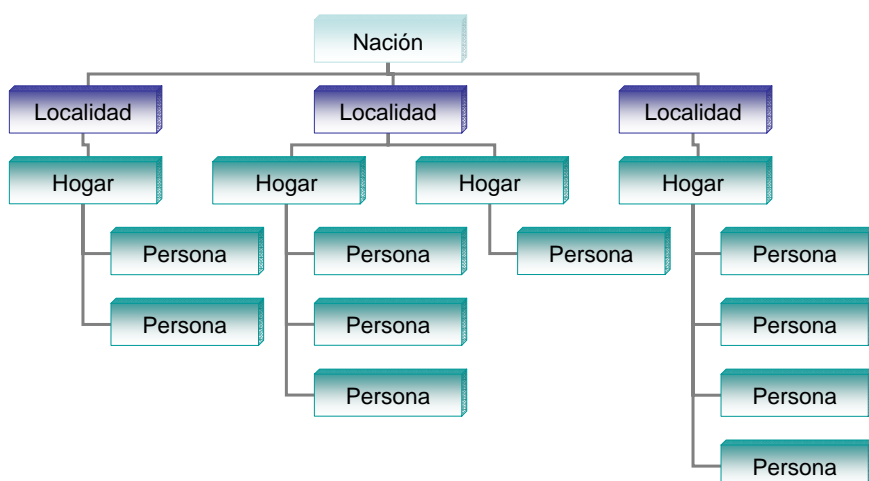 Nación
Localidad Localidad Localidad
Hogar Hogar Hogar Hogar
Persona Persona Persona Persona
Persona Persona Persona
Persona Persona
Persona